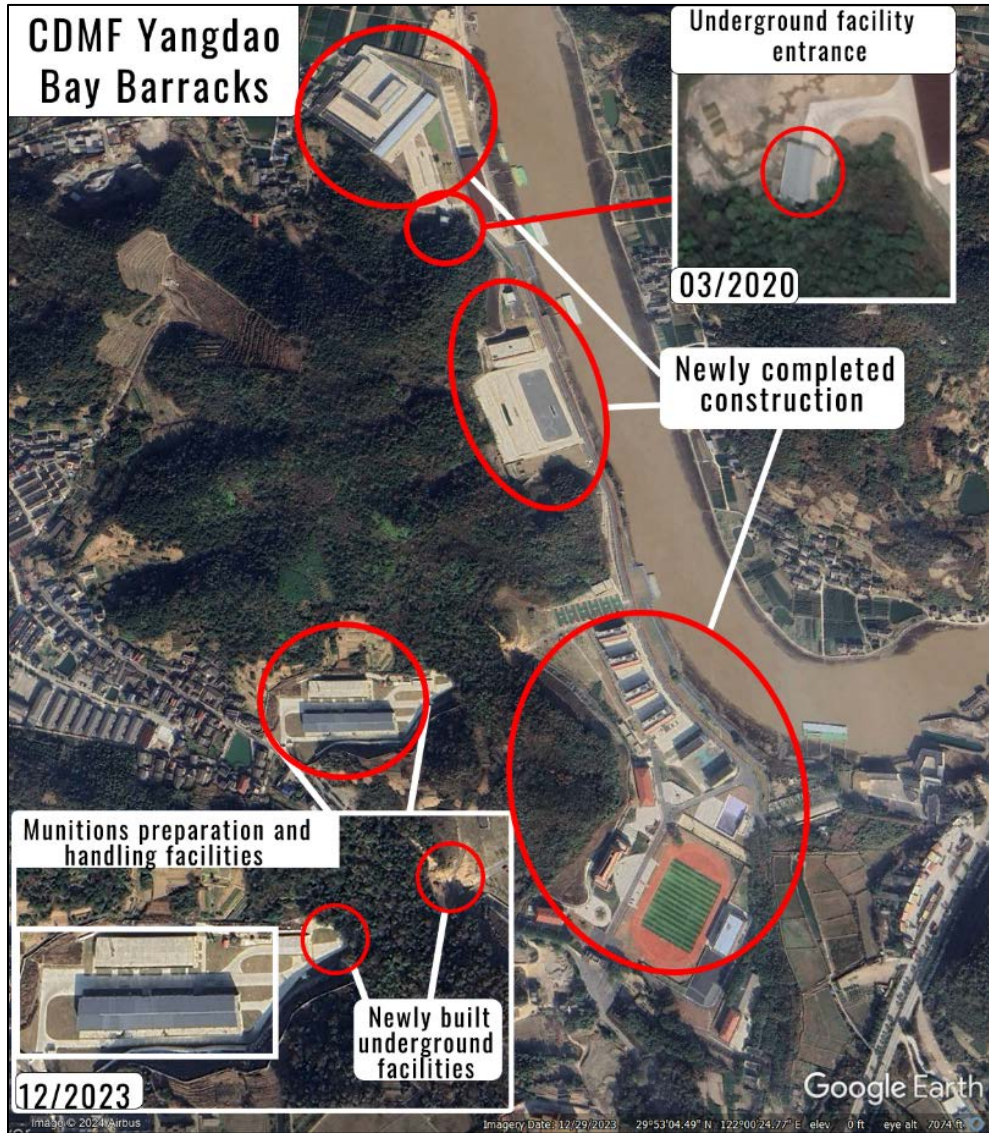 CDMF Yangdao
Bay Barracks
Underground facility
entrance
03/2020
Newly completed
construction
Munitions preparation and
handling facilities
Newly built
underground
facilities
12/2023
Google Earth
Image © 2024 Airbus
Imagery Date: 12/29/2023 29°53'04.49" N 122°00'24.77" E elev 0 ft eye alt 7074 ft